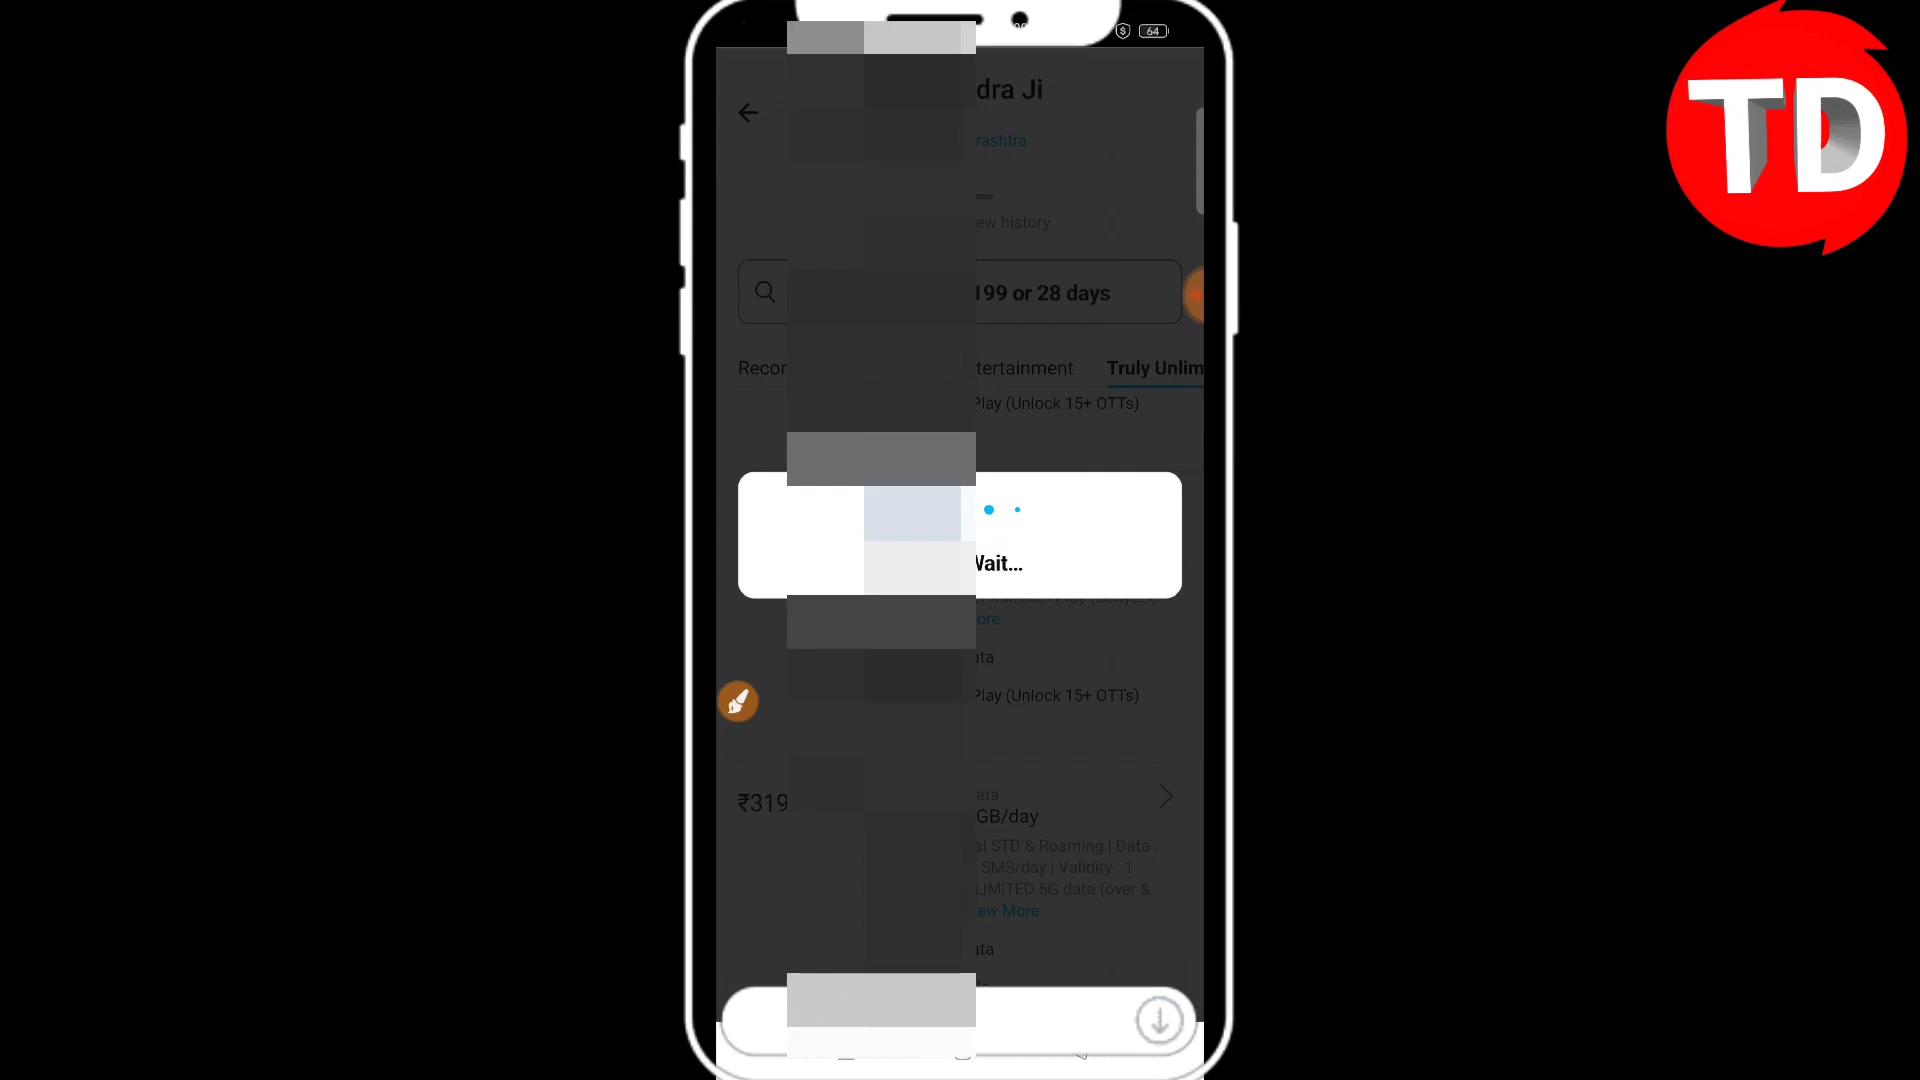 64
TD
dra Ji
rashtra
ew history
199 or 28 days
Recor tertainment Truly Unlim
Play (Unlock 15+ OTTs)
Wait...
ore
ata
Play (Unlock 15+ OTTs)
ata
₹319 GB/day
al STD & Roaming | Data :
SMS/day | Validity : 1
LIMITED 5G data (over &
ew More
ata